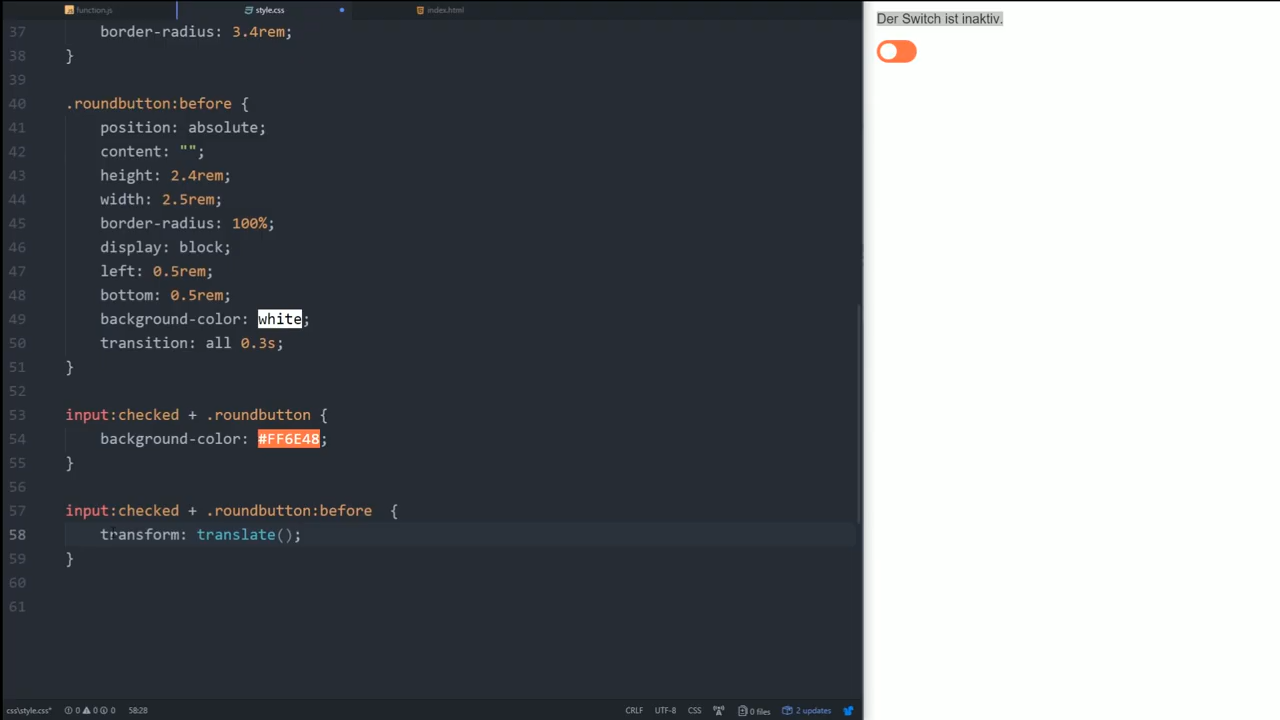 function.js
style.css
index.html
37 border-radius: 3.4rem;
38 }
39
40 .roundbutton:before {
41 position: absolute;
42 content: "";
43 height: 2.4rem;
44 width: 2.5rem;
45 border-radius: 100%;
46 display: block;
47 left: 0.5rem;
48 bottom: 0.5rem;
49 background-color: white;
50 transition: all 0.3s;
51 }
52
53 input:checked + .roundbutton {
54 background-color: #FF6E48;
55 }
56
57 input:checked + .roundbutton:before  {
58 transform: translate();
59 }
60
61
css\style.css* 0 0 0 58:28 CRLF UTF-8 CSS 0 files 2 updates
Der Switch ist inaktiv.